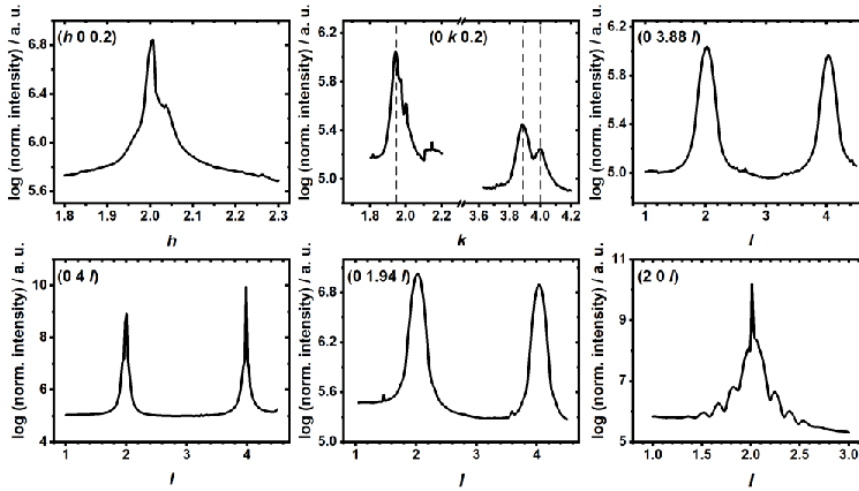 log (norm. intensity) / a. u.
(h 0 0.2)
6.8
6.4
6.0
5.6
1.8 1.9 2.0 2.1 2.2 2.3
h
log (norm. intensity) / a. u.
(0 k 0.2)
6.2
5.8
5.4
5.0
1.8 2.0 2.2 3.6 3.8 4.0 4.2
k
log (norm. intensity) / a. u.
(0 3.88 l)
6.0
5.5
5.0
1 2 3 4
l
log (norm. intensity) / a. u.
(0 4 l)
10
8
6
4
1 2 3 4
l
log (norm. intensity) / a. u.
(0 1.94 l)
6.8
6.2
5.6
5.0
1 2 3 4
l
log (norm. intensity) / a. u.
(2 0 l)
11
9
7
5
1.0 1.5 2.0 2.5 3.0
l